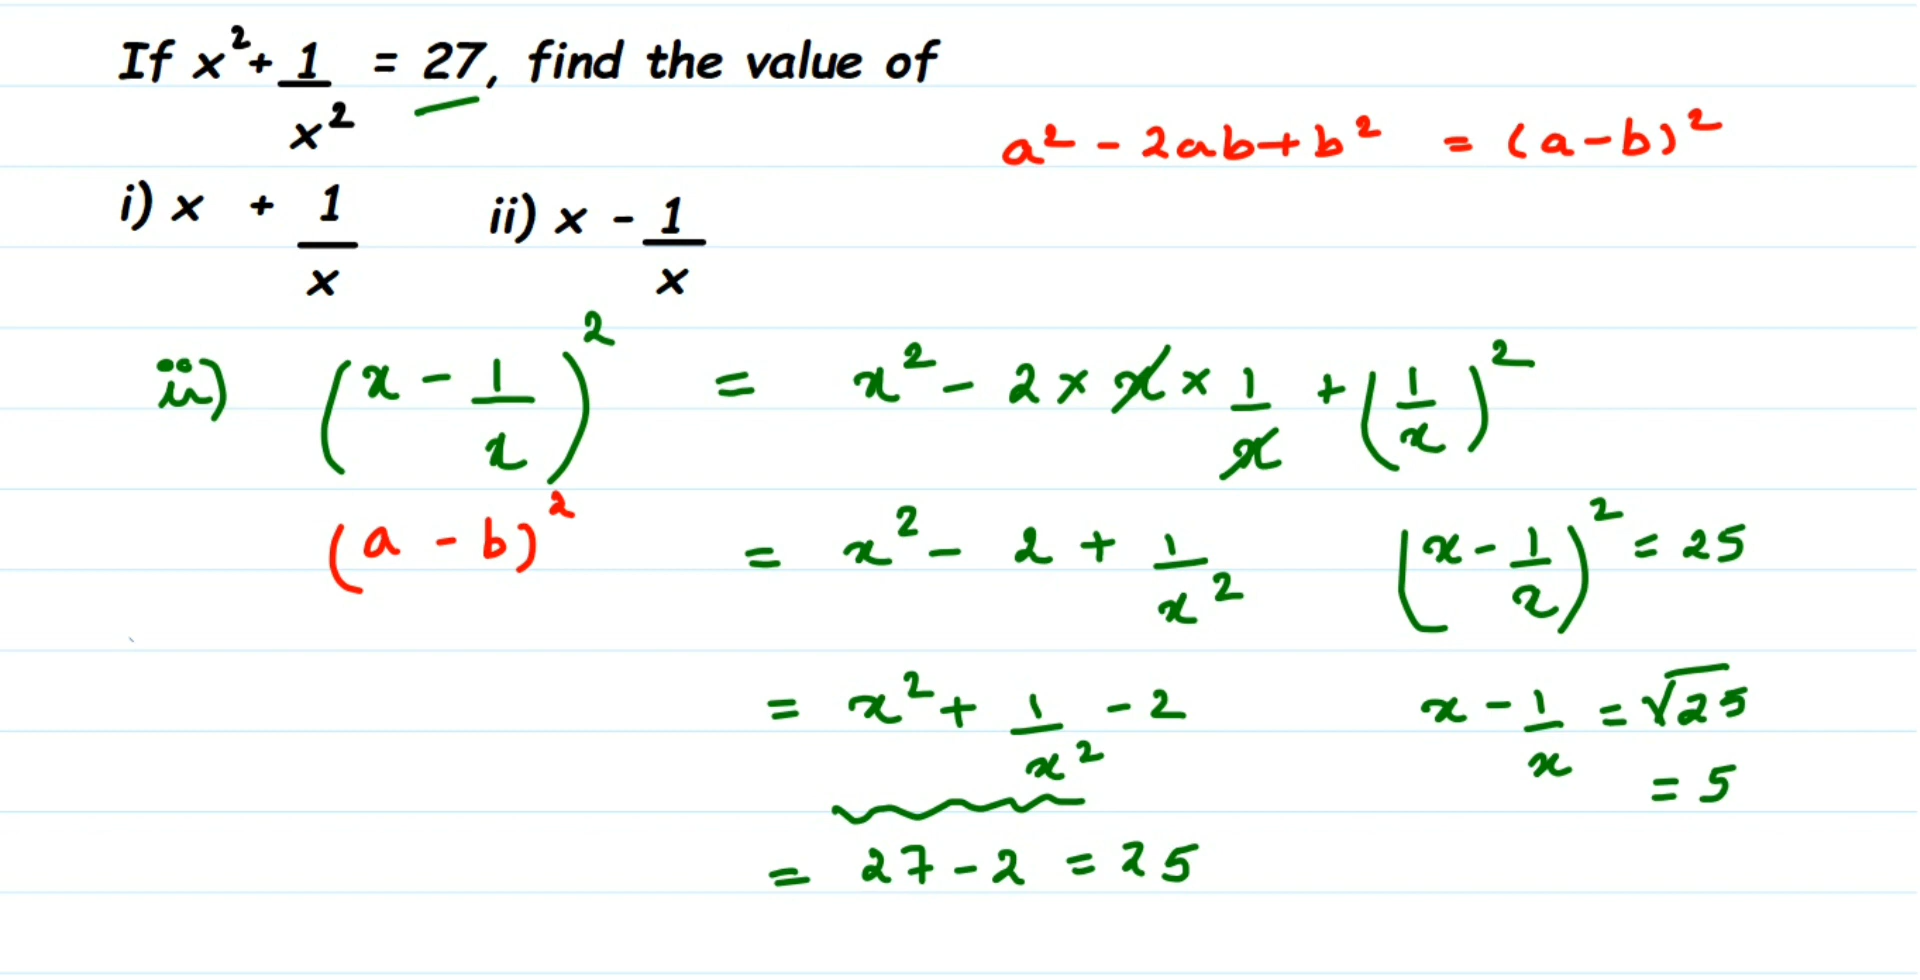 If x² + 1/x² = 27, find the value of
a² - 2ab + b² = (a - b)²
i) x + 1/x ii) x - 1/x
ii) (x - 1/x)² = x² - 2 × x × 1/x + (1/x)²
(a - b)² = x² - 2 + 1/x² (x - 1/2)² = 25
= x² + 1/x² - 2 x - 1/x = √25
= 5
= 27 - 2 = 25